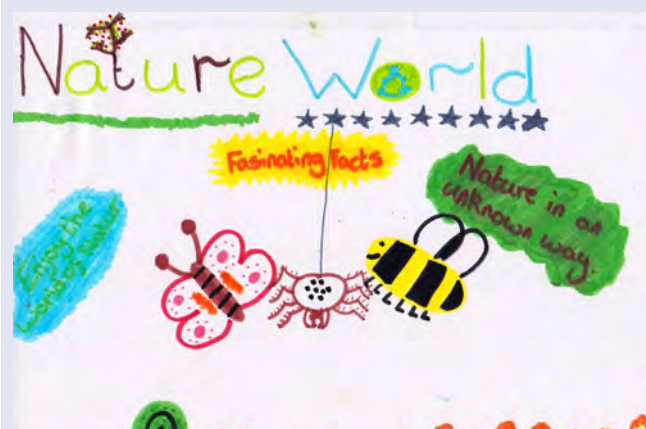 Nature World
Fasinating Facts
Nature in an
unknown way.
Enjoy the
world of Nature